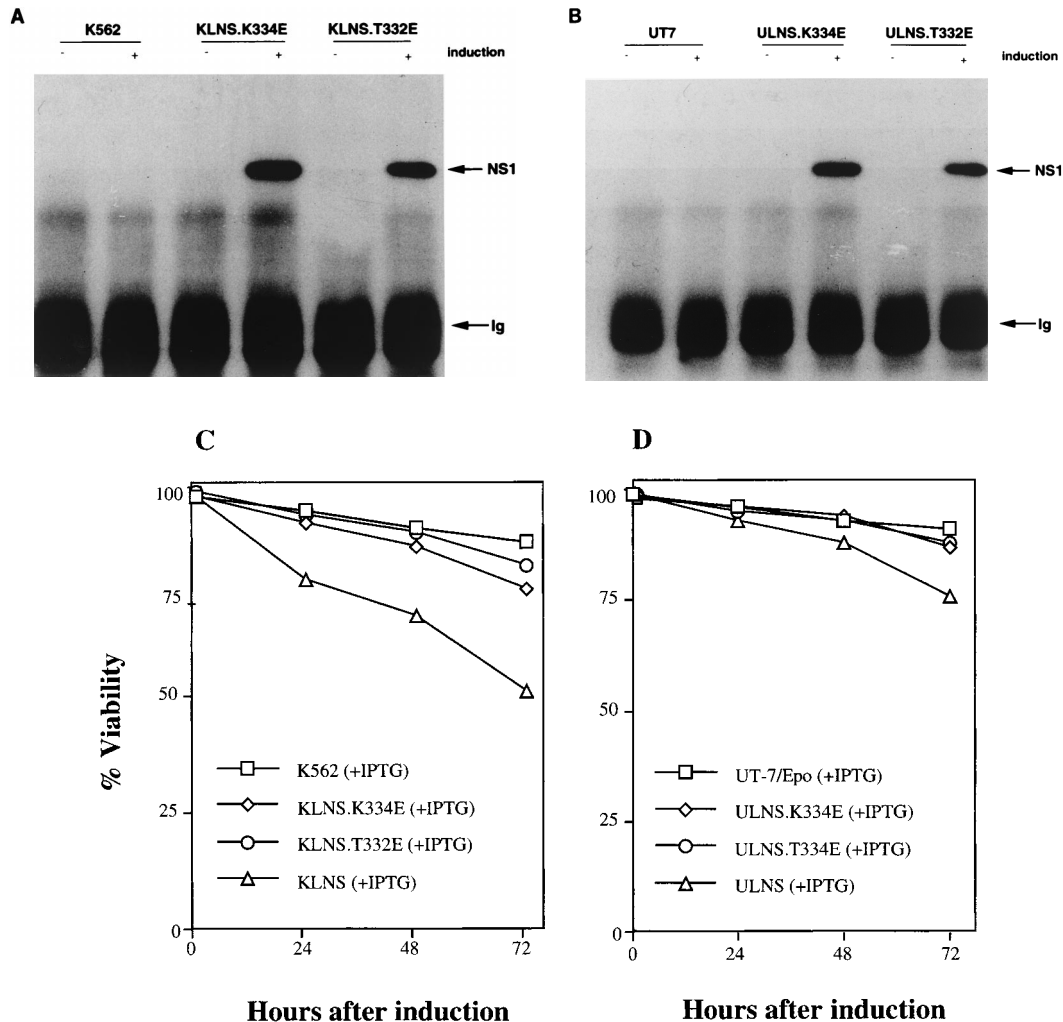 A
K562 KLNS.K334E KLNS.T332E
- + - + - + induction
NS1
Ig
B
UT7 ULNS.K334E ULNS.T332E
- + - + - + induction
NS1
Ig
C
% Viability
100
75
50
25
0
0 24 48 72
K562 (+IPTG)
KLNS.K334E (+IPTG)
KLNS.T332E (+IPTG)
KLNS (+IPTG)
Hours after induction
D
100
75
50
25
0
0 24 48 72
UT-7/Epo (+IPTG)
ULNS.K334E (+IPTG)
ULNS.T334E (+IPTG)
ULNS (+IPTG)
Hours after induction